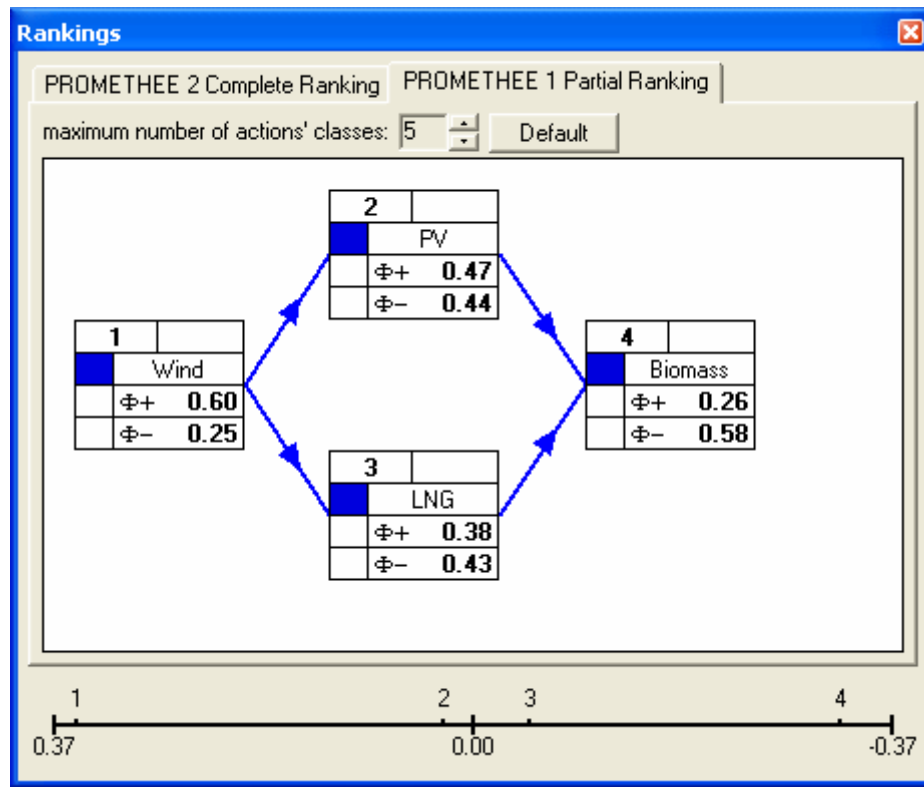 Rankings
PROMETHEE 2 Complete Ranking PROMETHEE 1 Partial Ranking
maximum number of actions' classes: 5 Default
2
PV
Φ+ 0.47
Φ− 0.44
1
Wind
Φ+ 0.60
Φ− 0.25
4
Biomass
Φ+ 0.26
Φ− 0.58
3
LNG
Φ+ 0.38
Φ− 0.43
1 2 3 4
0.37 0.00 -0.37